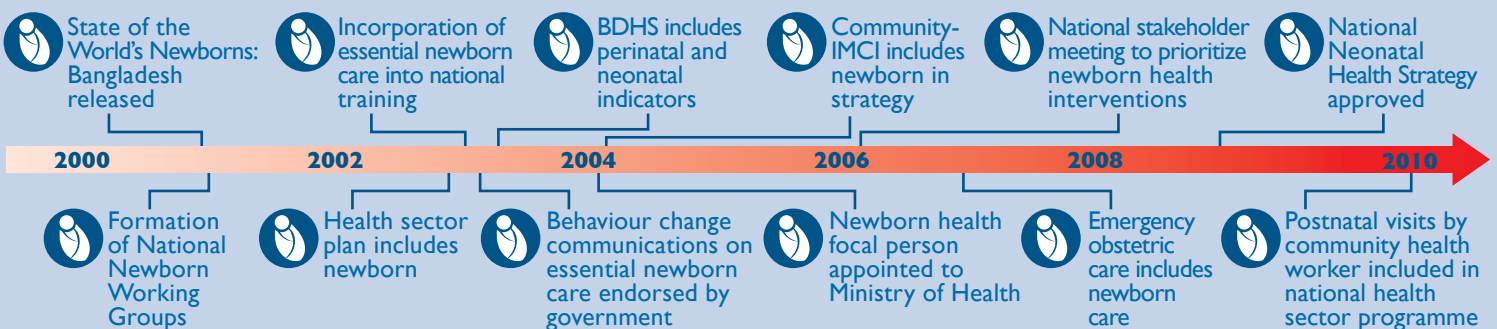 State of the
World's Newborns:
Bangladesh
released
Incorporation of
essential newborn
care into national
training
BDHS includes
perinatal and
neonatal
indicators
Community-
IMCI includes
newborn in
strategy
National stakeholder
meeting to prioritize
newborn health
interventions
National
Neonatal
Health Strategy
approved
2000
2002
2004
2006
2008
2010
Formation
of National
Newborn
Working
Groups
Health sector
plan includes
newborn
Behaviour change
communications on
essential newborn
care endorsed by
government
Newborn health
focal person
appointed to
Ministry of Health
Emergency
obstetric
care includes
newborn
care
Postnatal visits by
community health
worker included in
national health
sector programme